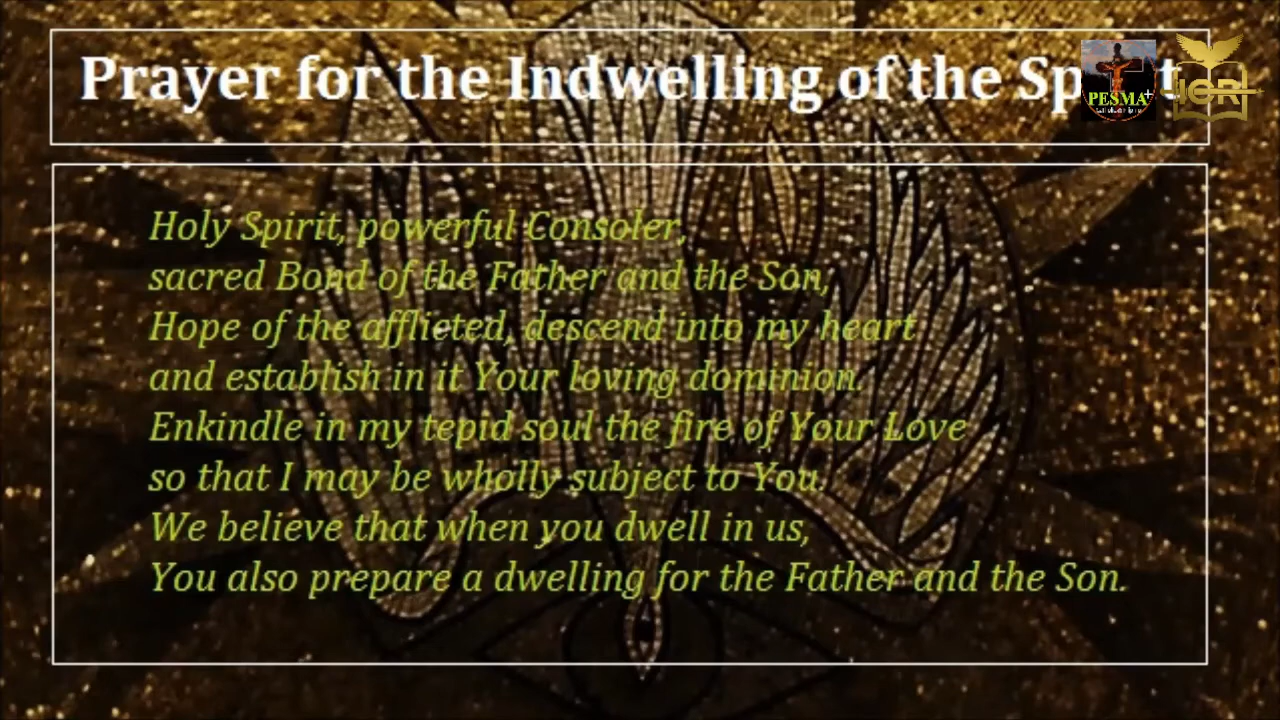 Prayer for the Indwelling of the Sp t
PESMA
IGR
Holy Spirit, powerful Consoler,
sacred Bond of the Father and the Son,
Hope of the afflicted, descend into my heart
and establish in it Your loving dominion.
Enkindle in my tepid soul the fire of Your Love
so that I may be wholly subject to You.
We believe that when you dwell in us,
You also prepare a dwelling for the Father and the Son.